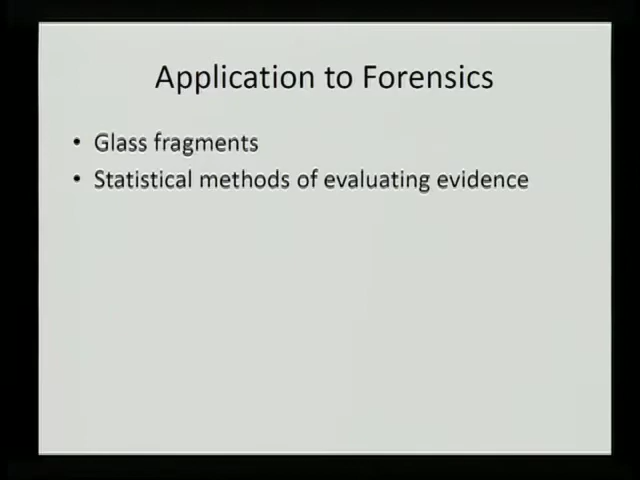 Application to Forensics
• Glass fragments
• Statistical methods of evaluating evidence